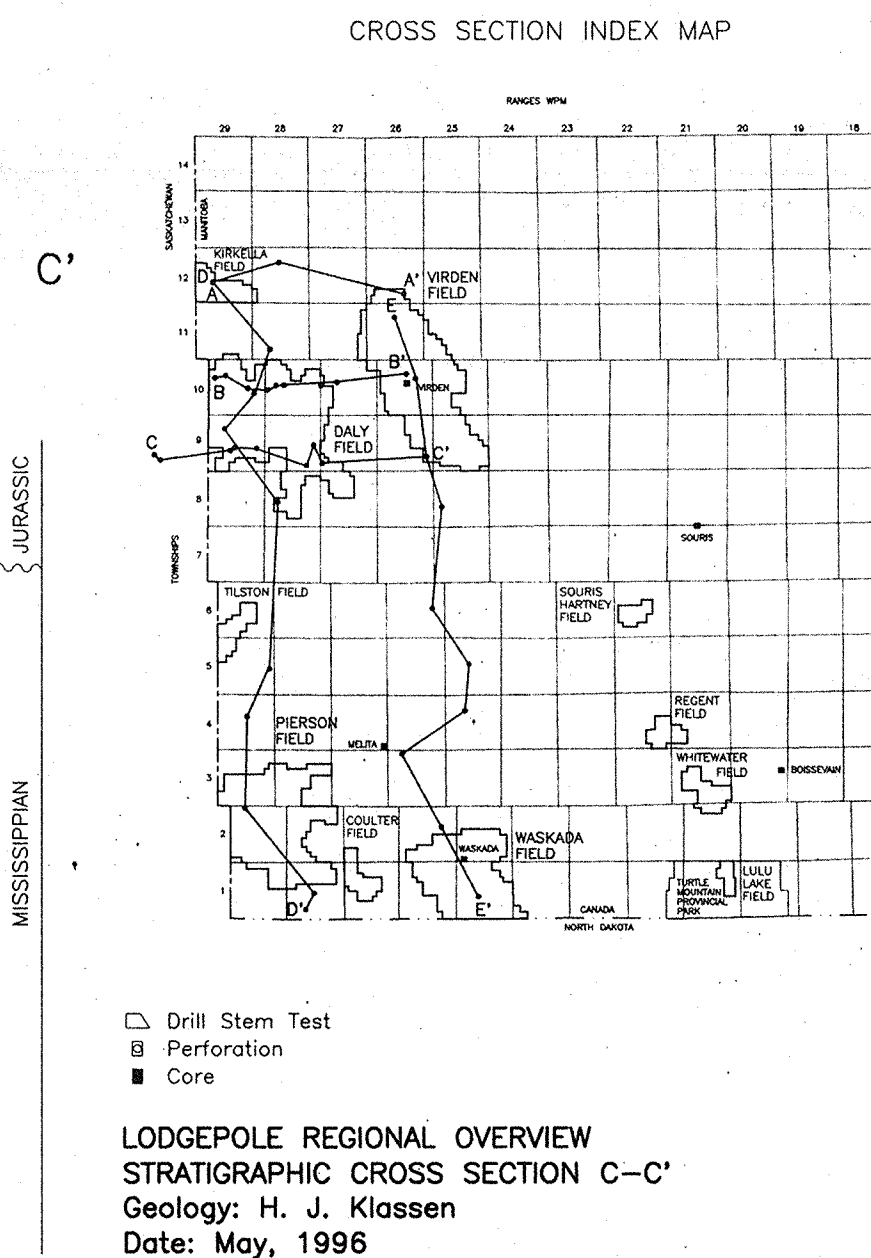 CROSS SECTION INDEX MAP
RANGES WPM
29 28 27 26 25 24 23 22 21 20 19 18
14
13
12
11
10
9
8
7
6
5
4
3
2
1
TOWNSHIPS
SASKATCHEWAN
MANITOBA
C'
JURASSIC
MISSISSIPPIAN
KIRKELLA
FIELD
D
A
A'
VIRDEN
FIELD
E
B
B'
VIRDEN
C
DALY
FIELD
C'
SOURIS
TILSTON FIELD
SOURIS
HARTNEY
FIELD
PIERSON
FIELD
MELITA
REGENT
FIELD
WHITEWATER
FIELD
BOISSEVAIN
COULTER
FIELD
WASKADA
WASKADA
FIELD
D'
E'
TURTLE
MOUNTAIN
PROVINCIAL
PARK
LULU
LAKE
FIELD
CANADA
NORTH DAKOTA
Drill Stem Test
Perforation
Core
LODGEPOLE REGIONAL OVERVIEW
STRATIGRAPHIC CROSS SECTION C-C'
Geology: H. J. Klassen
Date: May, 1996